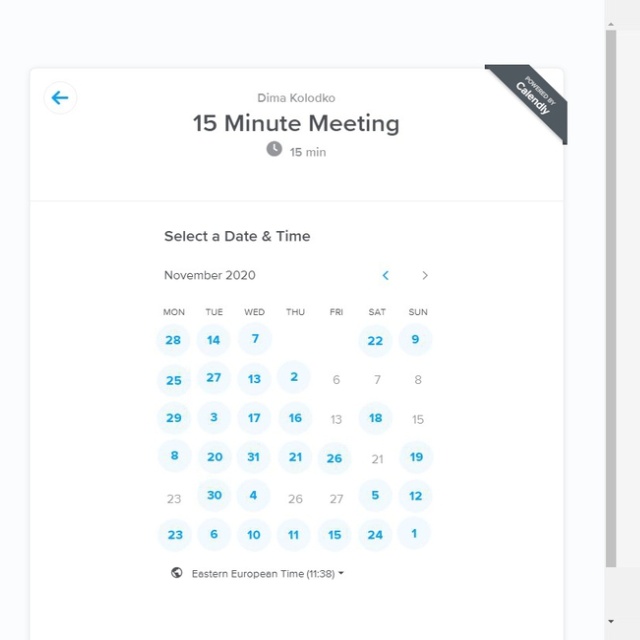 POWERED BY
Calendly
Dima Kolodko
15 Minute Meeting
15 min
Select a Date & Time
November 2020
MON TUE WED THU FRI SAT SUN
28 14 7 22 9
25 27 13 2 6 7 8
29 3 17 16 13 18 15
8 20 31 21 26 21 19
23 30 4 26 27 5 12
23 6 10 11 15 24 1
Eastern European Time (11:38)